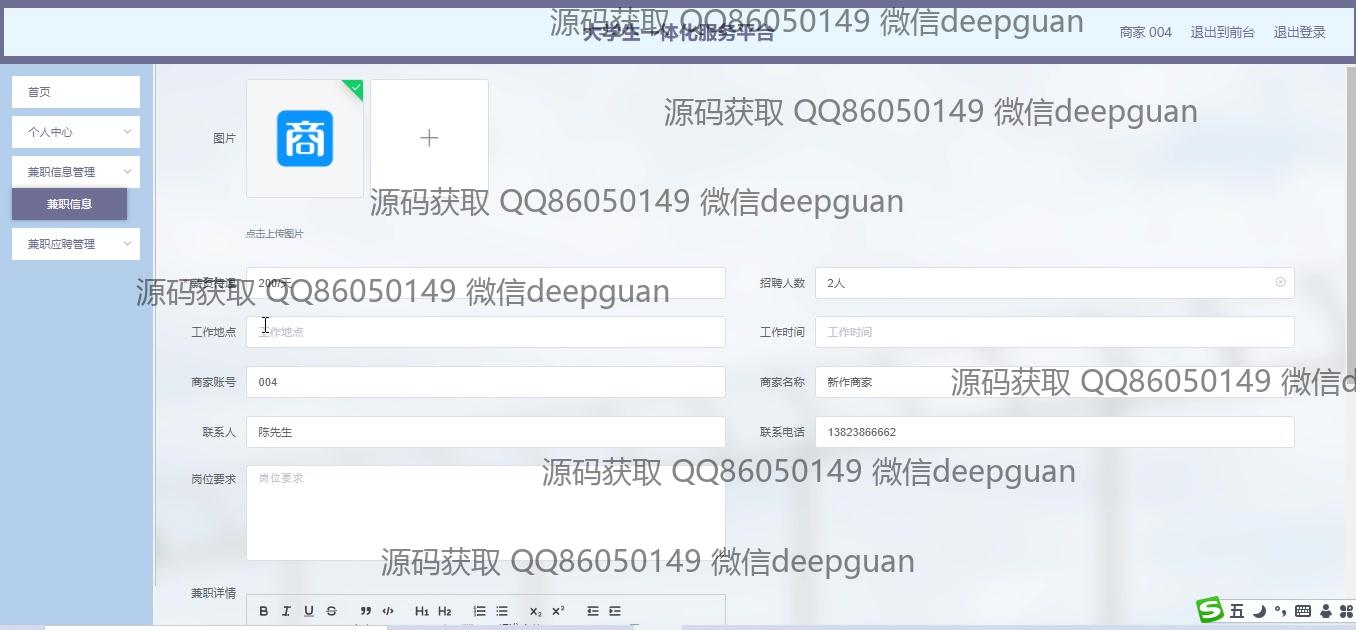 大学生一体化服务平台
源码获取 QQ86050149 微信deepguan
商家 004 退出到前台 退出登录
首页
个人中心
兼职信息管理
兼职信息
兼职应聘管理
图片
商
源码获取 QQ86050149 微信deepguan
源码获取 QQ86050149 微信deepguan
点击上传图片
* 薪资待遇 200/天 招聘人数 2人
源码获取 QQ86050149 微信deepguan
工作地点 工作地点 工作时间 工作时间
商家账号 004 商家名称 新作商家
源码获取 QQ86050149 微信d
联系人 陈先生 联系电话 13823866662
岗位要求 岗位要求
源码获取 QQ86050149 微信deepguan
源码获取 QQ86050149 微信deepguan
兼职详情
B I U S ” </> H1 H2 x₂ x²
S 五